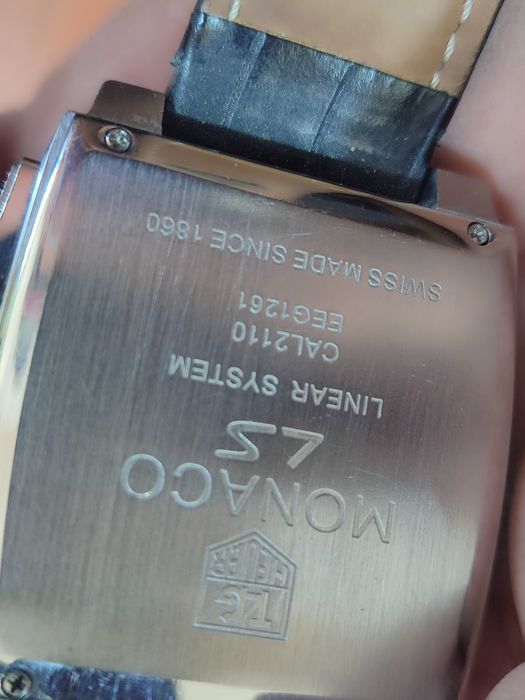 TAG
HEUER
MONACO
LS
LINEAR SYSTEM
CAL2110
EEG1261
SWISS MADE SINCE 1860